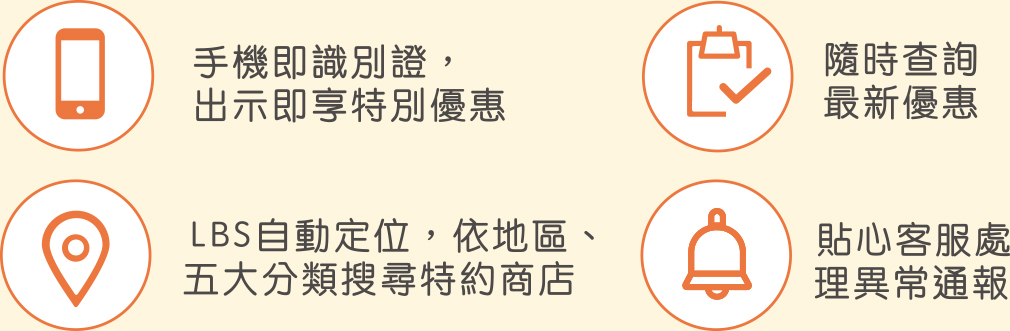 手機即識別證，
出示即享特別優惠
隨時查詢
最新優惠
LBS自動定位，依地區、
五大分類搜尋特約商店
貼心客服處
理異常通報